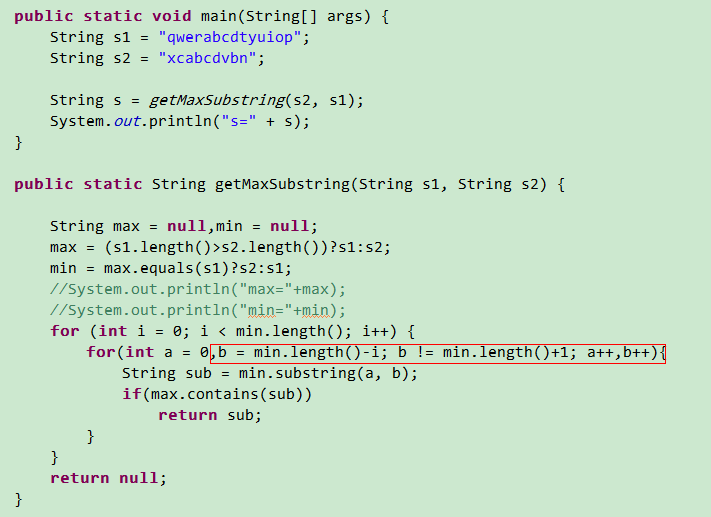 public static void main(String[] args) {
    String s1 = "qwerabcdtyuiop";
    String s2 = "xcabcdvbn";

    String s = getMaxSubstring(s2, s1);
    System.out.println("s=" + s);
}

public static String getMaxSubstring(String s1, String s2) {

    String max = null,min = null;
    max = (s1.length()>s2.length())?s1:s2;
    min = max.equals(s1)?s2:s1;
    //System.out.println("max="+max);
    //System.out.println("min="+min);
    for (int i = 0; i < min.length(); i++) {
        for(int a = 0,b = min.length()-i; b != min.length()+1; a++,b++){
            String sub = min.substring(a, b);
            if(max.contains(sub))
                return sub;
        }
    }
    return null;
}